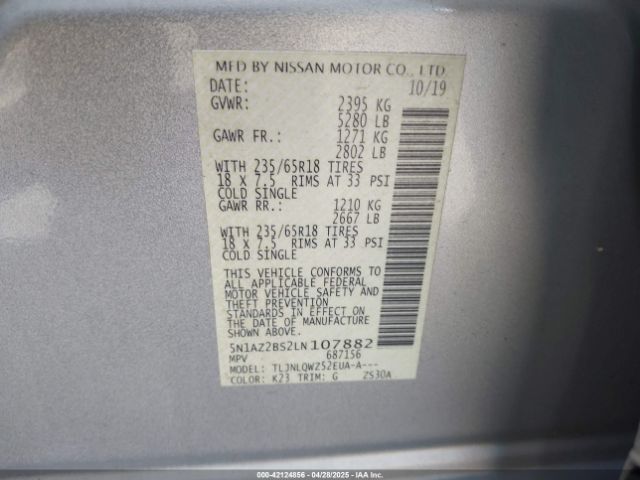 MFD BY NISSAN MOTOR CO., LTD.
DATE: 10/19
GVWR: 2395 KG
5280 LB
GAWR FR.: 1271 KG
2802 LB
WITH 235/65R18 TIRES
18 X 7.5 RIMS AT 33 PSI
COLD SINGLE
GAWR RR.: 1210 KG
2667 LB
WITH 235/65R18 TIRES
18 X 7.5 RIMS AT 33 PSI
COLD SINGLE
THIS VEHICLE CONFORMS TO
ALL APPLICABLE FEDERAL
MOTOR VEHICLE SAFETY AND
THEFT PREVENTION
STANDARDS IN EFFECT ON
THE DATE OF MANUFACTURE
SHOWN ABOVE.
5N1AZ2BS2LN107882
MPV 687156
MODEL: TLJNLQWZ52EUA-A---
COLOR: K23 TRIM: G ZS30A
000-42124856 - 04/28/2025 - IAAI.COM